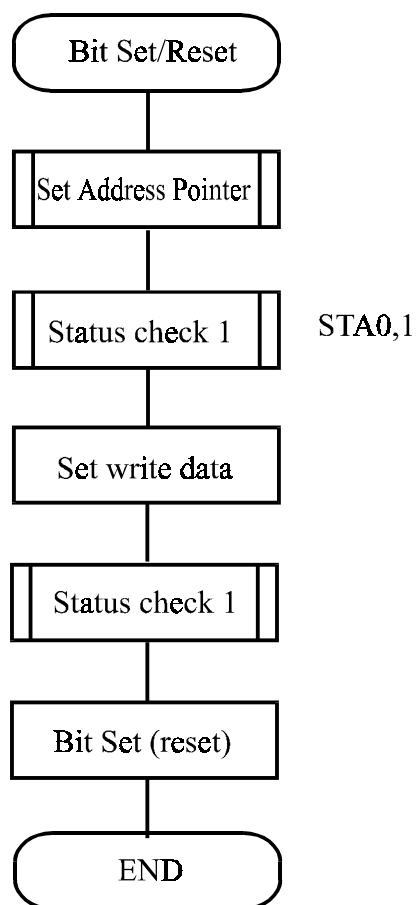 Bit Set/Reset
Set Address Pointer
Status check 1
STA0,1
Set write data
Status check 1
Bit Set (reset)
END